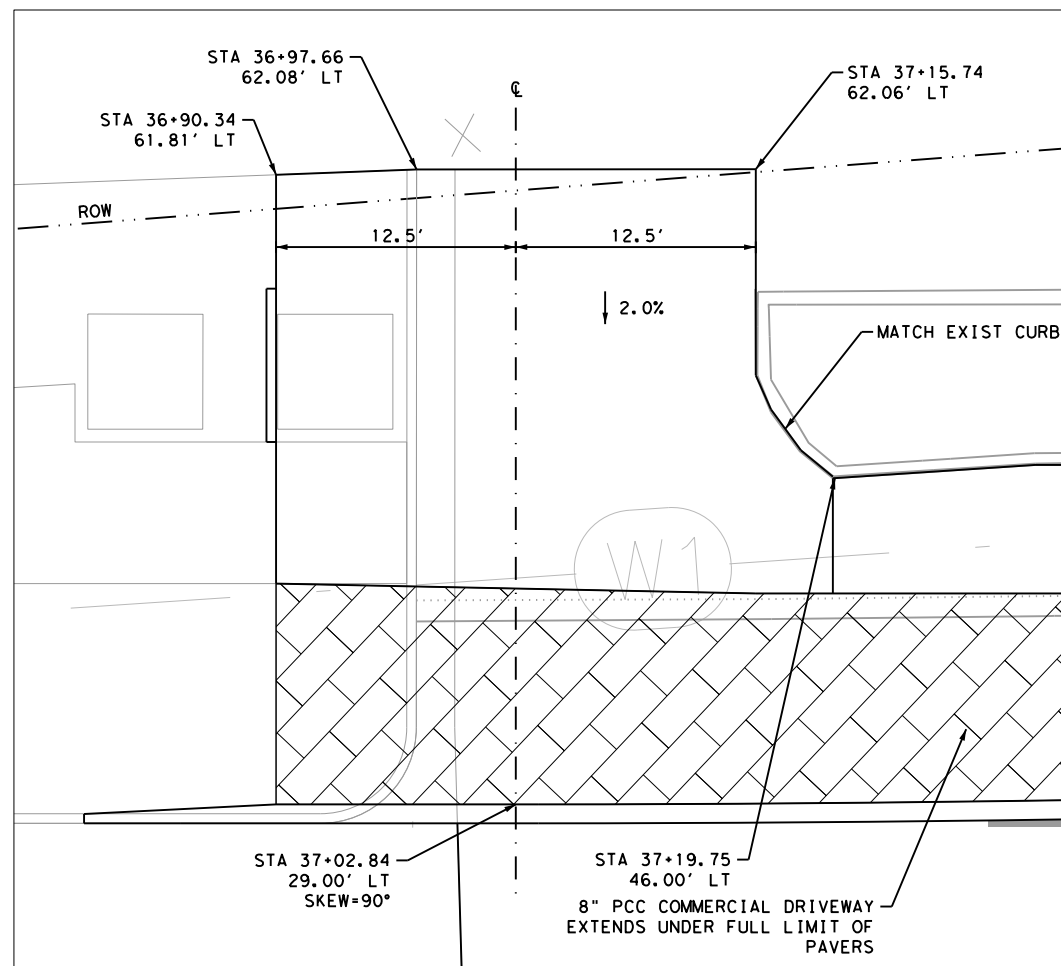 STA 36+97.66
62.08' LT
STA 37+15.74
62.06' LT
STA 36+90.34
61.81' LT
ROW
12.5'
12.5'
2.0%
MATCH EXIST CURB
W1
STA 37+02.84
29.00' LT
SKEW=90°
STA 37+19.75
46.00' LT
8" PCC COMMERCIAL DRIVEWAY
EXTENDS UNDER FULL LIMIT OF
PAVERS